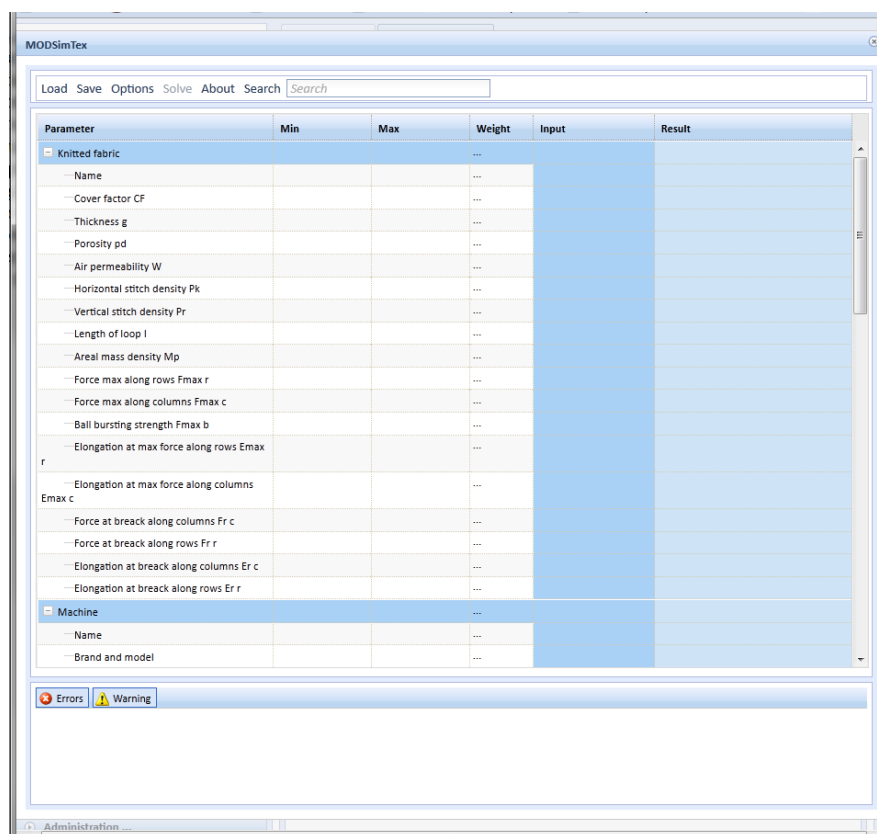 MODSimTex
Load Save Options Solve About Search Search
Parameter Min Max Weight Input Result
Knitted fabric ...
Name ...
Cover factor CF ...
Thickness g ...
Porosity pd ...
Air permeability W ...
Horizontal stitch density Pk ...
Vertical stitch density Pr ...
Length of loop l ...
Areal mass density Mp ...
Force max along rows Fmax r ...
Force max along columns Fmax c ...
Ball bursting strength Fmax b ...
Elongation at max force along rows Emax ...
r
Elongation at max force along columns ...
Emax c
Force at breack along columns Fr c ...
Force at breack along rows Fr r ...
Elongation at breack along columns Er c ...
Elongation at breack along rows Er r ...
Machine ...
Name ...
Brand and model ...
Errors Warning
Administration ...